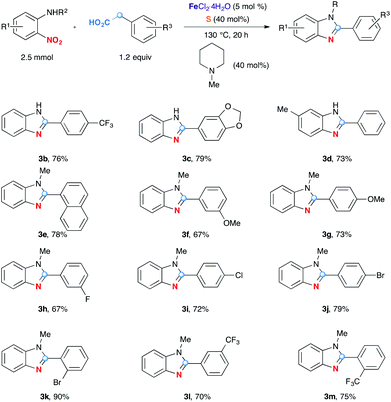 NHR² HO₂C FeCl₂·4H₂O (5 mol %) R
R¹ NO₂ R³ S (40 mol%) R¹ N N R³
130 °C, 20 h
2.5 mmol 1.2 equiv N Me (40 mol%)
H N N CF₃ H N N O O Me H N N
3b, 76% 3c, 79% 3d, 73%
Me N N Me N N OMe Me N N OMe
3e, 78% 3f, 67% 3g, 73%
Me N N F Me N N Cl Me N N Br
3h, 67% 3i, 72% 3j, 79%
Me N N Br Me N N CF₃ Me N N F₃C
3k, 90% 3l, 70% 3m, 75%